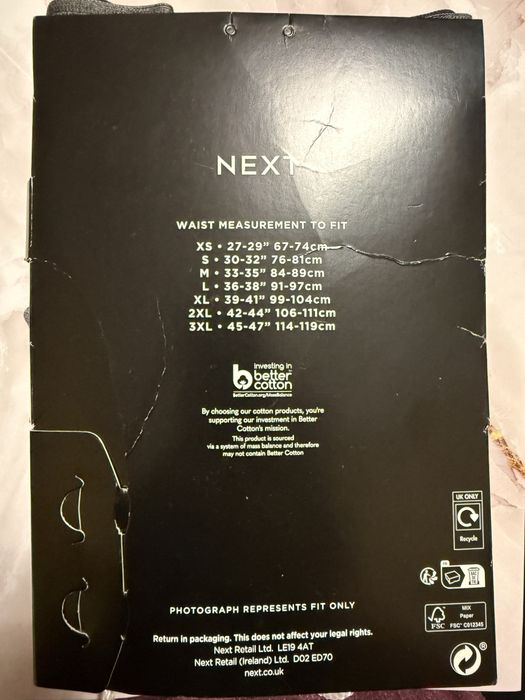 NEXT
WAIST MEASUREMENT TO FIT
XS • 27-29” 67-74cm
S • 30-32” 76-81cm
M • 33-35” 84-89cm
L • 36-38” 91-97cm
XL • 39-41” 99-104cm
2XL • 42-44” 106-111cm
3XL • 45-47” 114-119cm
investing in
better
cotton
BetterCotton.org/MassBalance
By choosing our cotton products, you're
supporting our investment in Better
Cotton's mission.
This product is sourced
via a system of mass balance and therefore
may not contain Better Cotton
UK ONLY
Recycle
MIX
Paper
FSC FSC® C012345
PHOTOGRAPH REPRESENTS FIT ONLY
Return in packaging. This does not affect your legal rights.
Next Retail Ltd. LE19 4AT
Next Retail (Ireland) Ltd. D02 ED70
next.co.uk